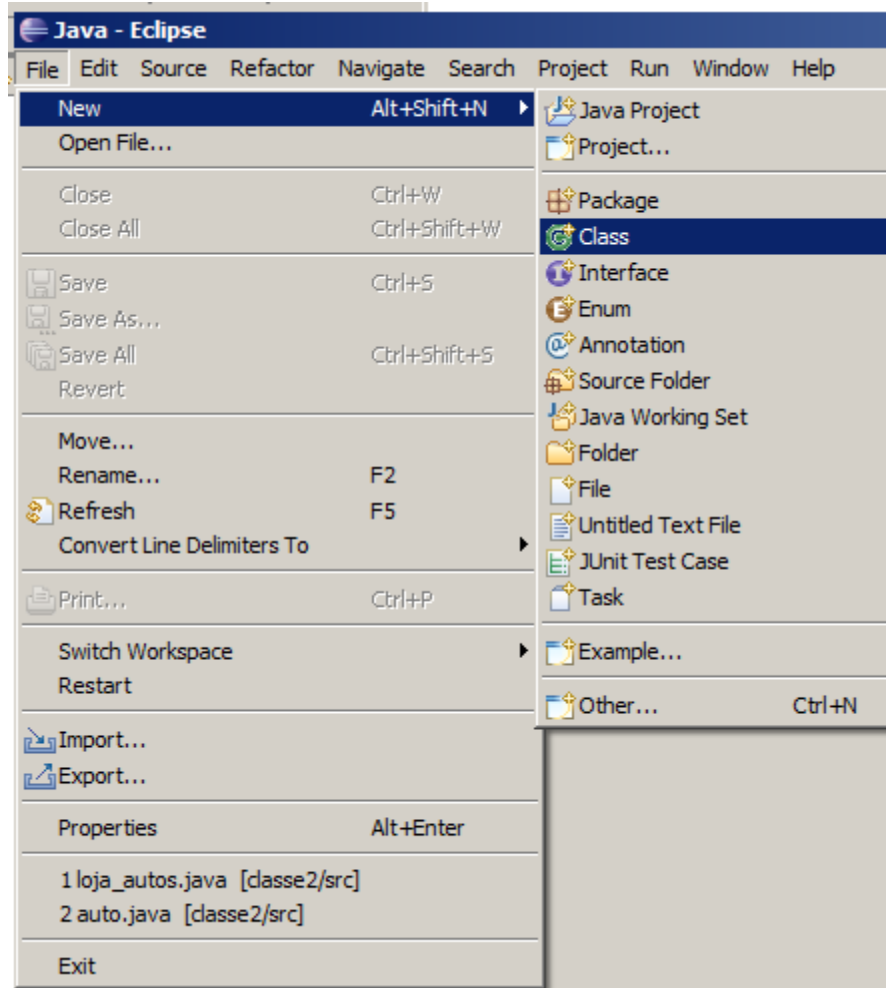 Java - Eclipse
File Edit Source Refactor Navigate Search Project Run Window Help
New Alt+Shift+N
Open File...
Close Ctrl+W
Close All Ctrl+Shift+W
Save Ctrl+S
Save As...
Save All Ctrl+Shift+S
Revert
Move...
Rename... F2
Refresh F5
Convert Line Delimiters To
Print... Ctrl+P
Switch Workspace
Restart
Import...
Export...
Properties Alt+Enter
1 loja_autos.java [classe2/src]
2 auto.java [classe2/src]
Exit
Java Project
Project...
Package
Class
Interface
Enum
Annotation
Source Folder
Java Working Set
Folder
File
Untitled Text File
JUnit Test Case
Task
Example...
Other... Ctrl+N